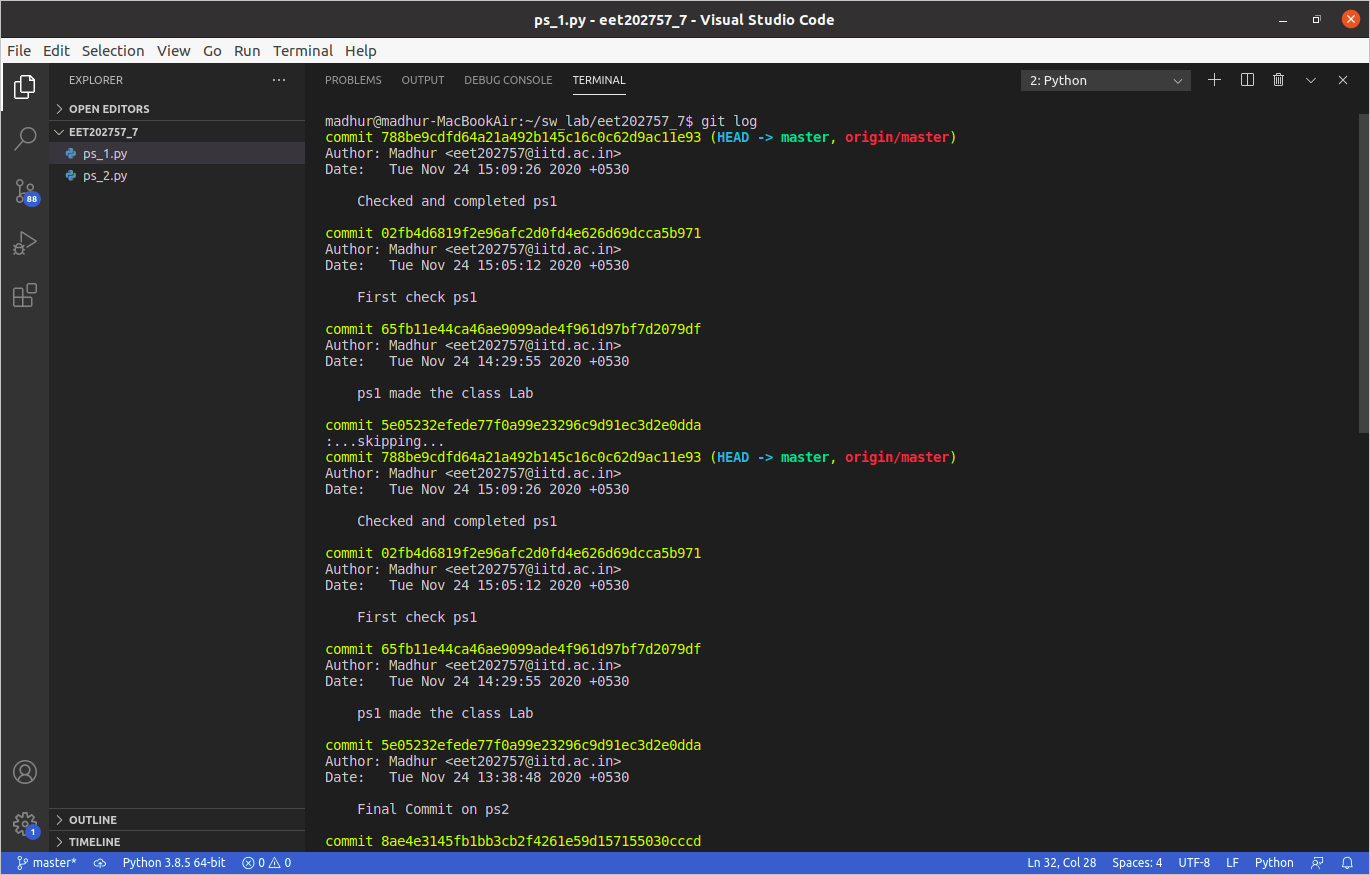 ps_1.py - eet202757_7 - Visual Studio Code
File Edit Selection View Go Run Terminal Help
EXPLORER
OPEN EDITORS
EET202757_7
ps_1.py
ps_2.py
88
1
OUTLINE
TIMELINE
PROBLEMS OUTPUT DEBUG CONSOLE TERMINAL
2: Python
madhur@madhur-MacBookAir:~/sw_lab/eet202757_7$ git log
commit 788be9cdfd64a21a492b145c16c0c62d9ac11e93 (HEAD -> master, origin/master)
Author: Madhur <eet202757@iitd.ac.in>
Date:   Tue Nov 24 15:09:26 2020 +0530
    Checked and completed ps1
commit 02fb4d6819f2e96afc2d0fd4e626d69dcca5b971
Author: Madhur <eet202757@iitd.ac.in>
Date:   Tue Nov 24 15:05:12 2020 +0530
    First check ps1
commit 65fb11e44ca46ae9099ade4f961d97bf7d2079df
Author: Madhur <eet202757@iitd.ac.in>
Date:   Tue Nov 24 14:29:55 2020 +0530
    ps1 made the class Lab
commit 5e05232efede77f0a99e23296c9d91ec3d2e0dda
:...skipping...
commit 788be9cdfd64a21a492b145c16c0c62d9ac11e93 (HEAD -> master, origin/master)
Author: Madhur <eet202757@iitd.ac.in>
Date:   Tue Nov 24 15:09:26 2020 +0530
    Checked and completed ps1
commit 02fb4d6819f2e96afc2d0fd4e626d69dcca5b971
Author: Madhur <eet202757@iitd.ac.in>
Date:   Tue Nov 24 15:05:12 2020 +0530
    First check ps1
commit 65fb11e44ca46ae9099ade4f961d97bf7d2079df
Author: Madhur <eet202757@iitd.ac.in>
Date:   Tue Nov 24 14:29:55 2020 +0530
    ps1 made the class Lab
commit 5e05232efede77f0a99e23296c9d91ec3d2e0dda
Author: Madhur <eet202757@iitd.ac.in>
Date:   Tue Nov 24 13:38:48 2020 +0530
    Final Commit on ps2
commit 8ae4e3145fb1bb3cb2f4261e59d157155030cccd
master* Python 3.8.5 64-bit 0 0 Ln 32, Col 28 Spaces: 4 UTF-8 LF Python